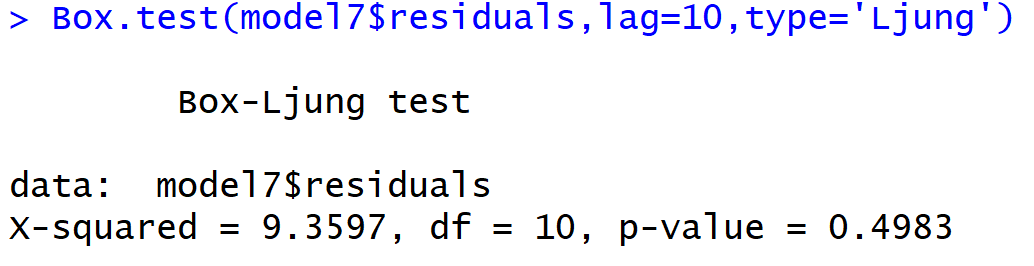 > Box.test(model7$residuals,lag=10,type='Ljung')
Box-Ljung test
data:  model7$residuals
X-squared = 9.3597, df = 10, p-value = 0.4983